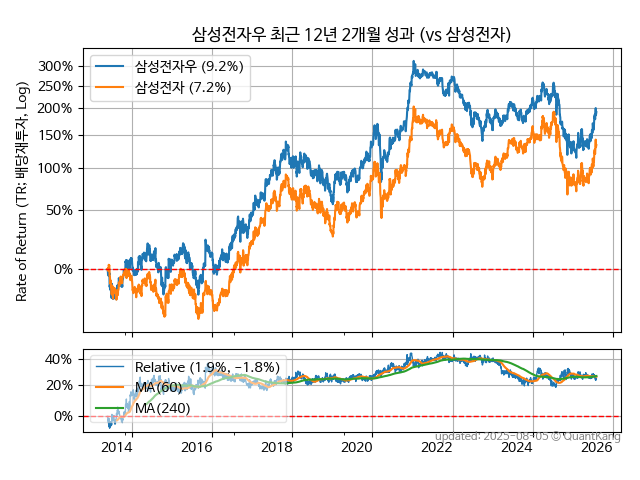 삼성전자우 최근 12년 2개월 성과 (vs 삼성전자)
Rate of Return (TR: 배당재투자, Log)
300%
250%
200%
150%
100%
50%
0%
삼성전자우 (9.2%)
삼성전자 (7.2%)
40%
20%
0%
Relative (1.9%, −1.8%)
MA(60)
MA(240)
2014
2016
2018
2020
2022
2024
2026
updated: 2025-08-05 © QuantKang